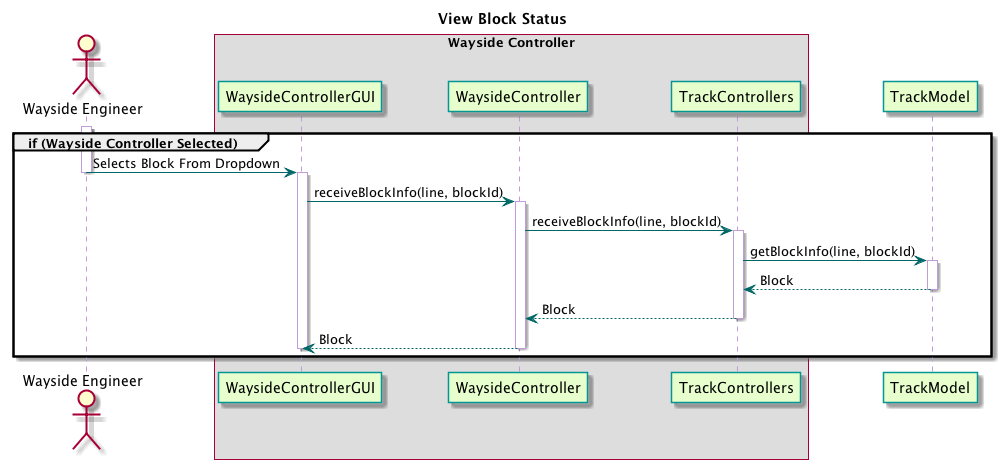 View Block Status
Wayside Controller
Wayside Engineer
WaysideControllerGUI
WaysideController
TrackControllers
TrackModel
if (Wayside Controller Selected)
Selects Block From Dropdown
receiveBlockInfo(line, blockId)
receiveBlockInfo(line, blockId)
getBlockInfo(line, blockId)
Block
Block
Block
Wayside Engineer
WaysideControllerGUI
WaysideController
TrackControllers
TrackModel